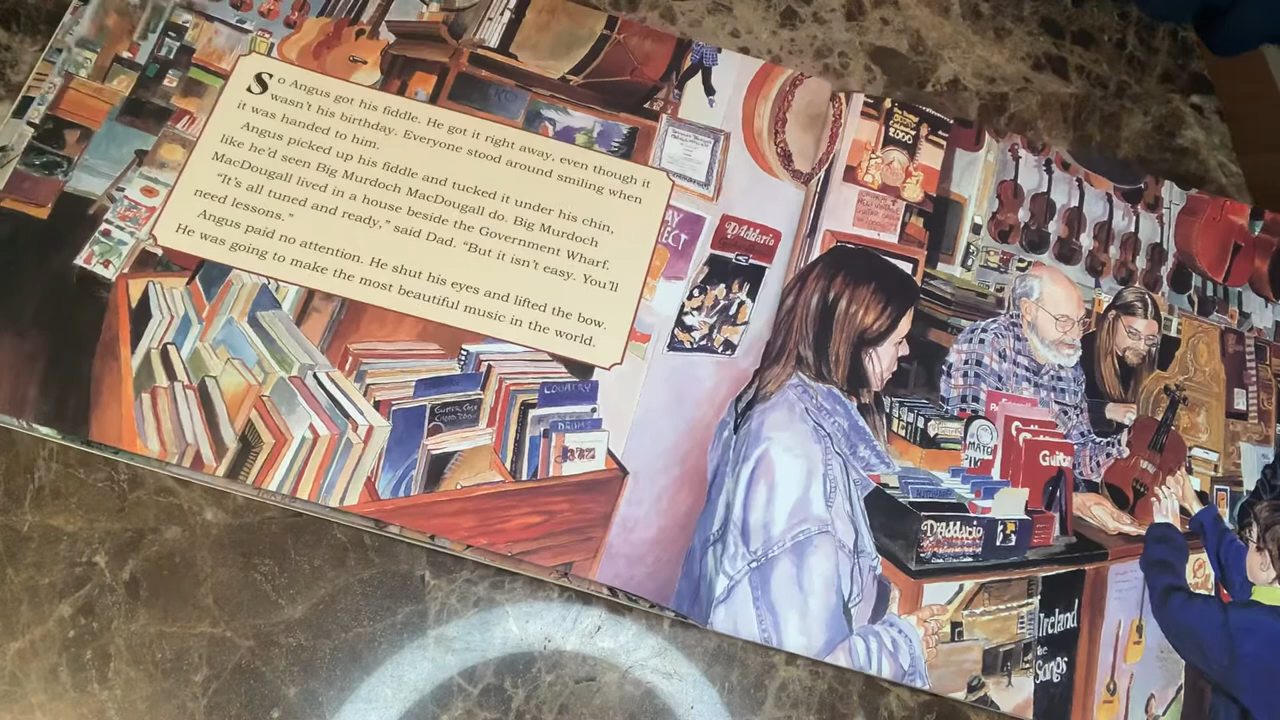 So Angus got his fiddle. He got it right away, even though it
wasn't his birthday. Everyone stood around smiling when
it was handed to him.
Angus picked up his fiddle and tucked it under his chin,
like he'd seen Big Murdoch MacDougall do. Big Murdoch
MacDougall lived in a house beside the Government Wharf.
"It's all tuned and ready," said Dad. "But it isn't easy. You'll
need lessons."
Angus paid no attention. He shut his eyes and lifted the bow.
He was going to make the most beautiful music in the world.
D'Addario
2000
COUNTRY
DRUMS
Jazz
GUITAR CASE
Guitar
D'Addario
Ireland
the
Songs